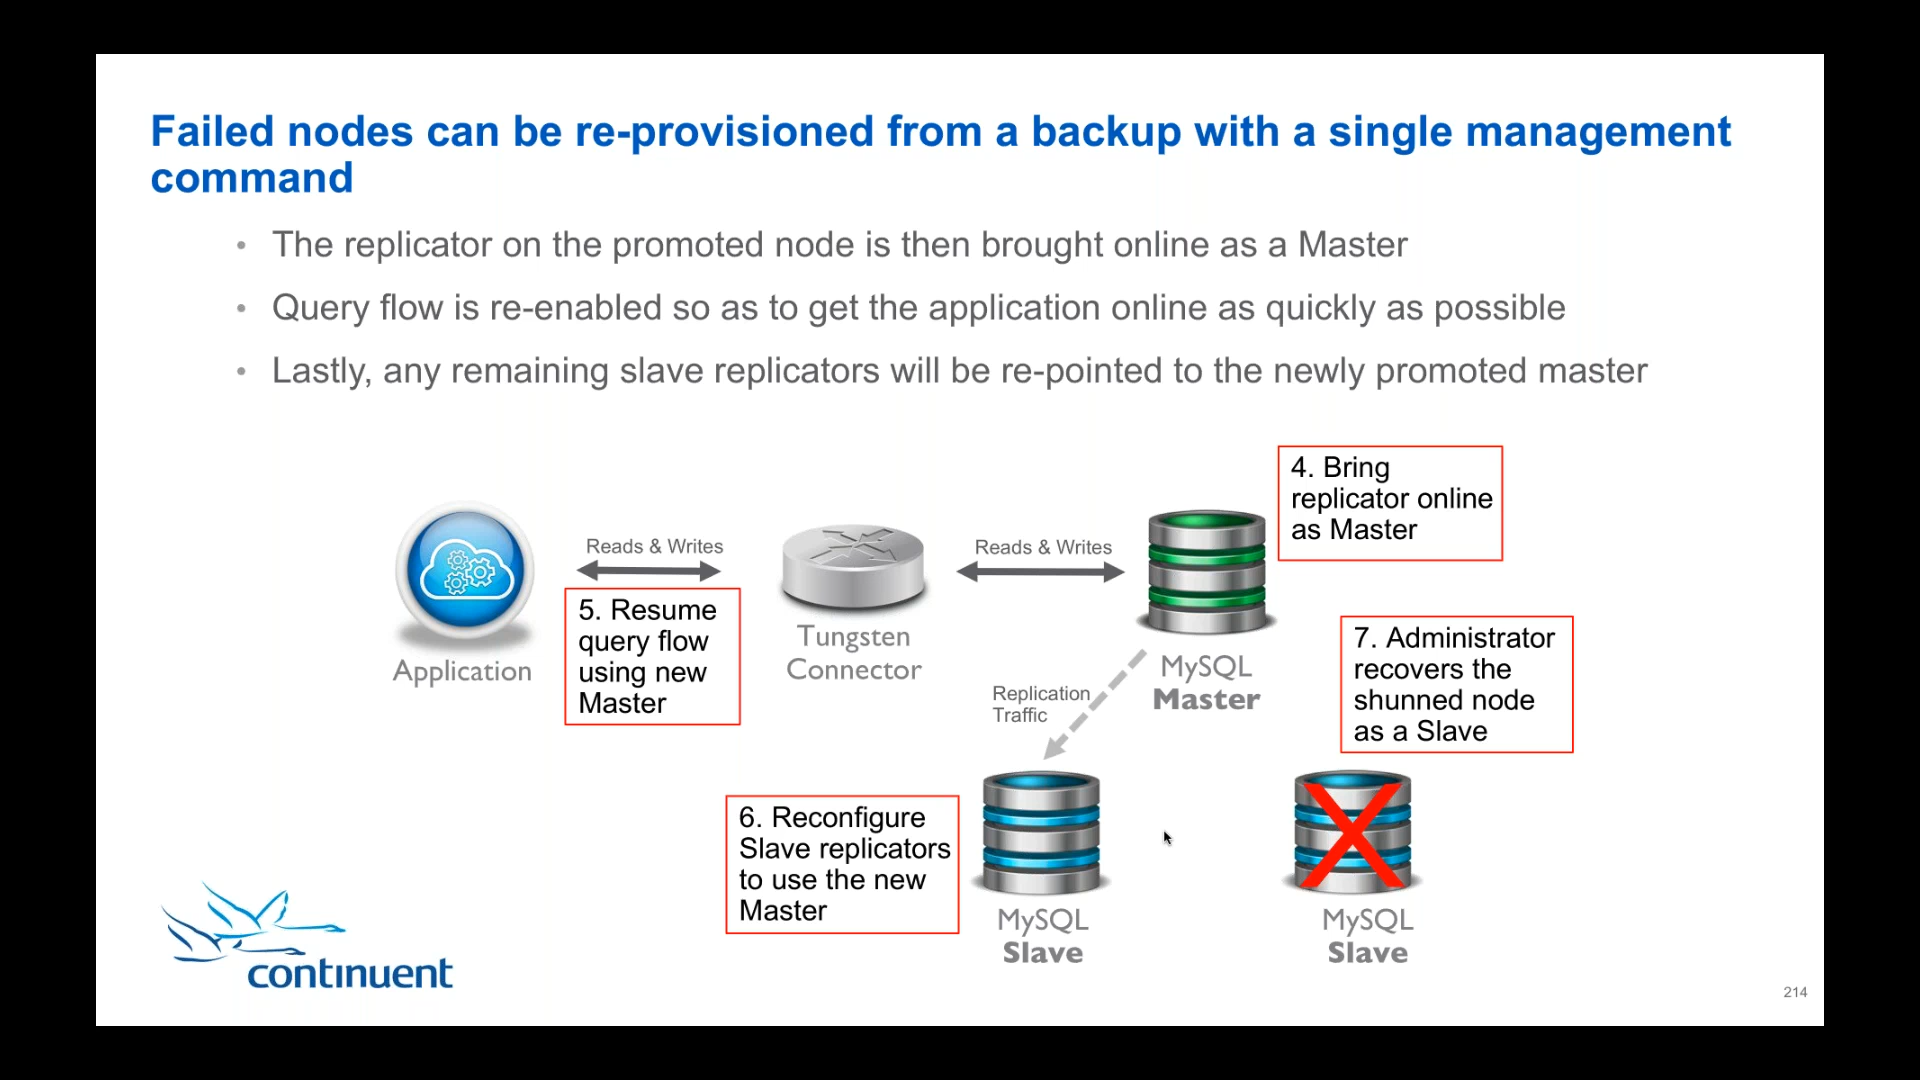 Failed nodes can be re-provisioned from a backup with a single management
command
• The replicator on the promoted node is then brought online as a Master
• Query flow is re-enabled so as to get the application online as quickly as possible
• Lastly, any remaining slave replicators will be re-pointed to the newly promoted master
4. Bring
replicator online
as Master
Reads & Writes
Reads & Writes
5. Resume
query flow
using new
Master
Application
Tungsten
Connector
MySQL
Master
7. Administrator
recovers the
shunned node
as a Slave
Replication
Traffic
6. Reconfigure
Slave replicators
to use the new
Master
MySQL
Slave
MySQL
Slave
continuent
214